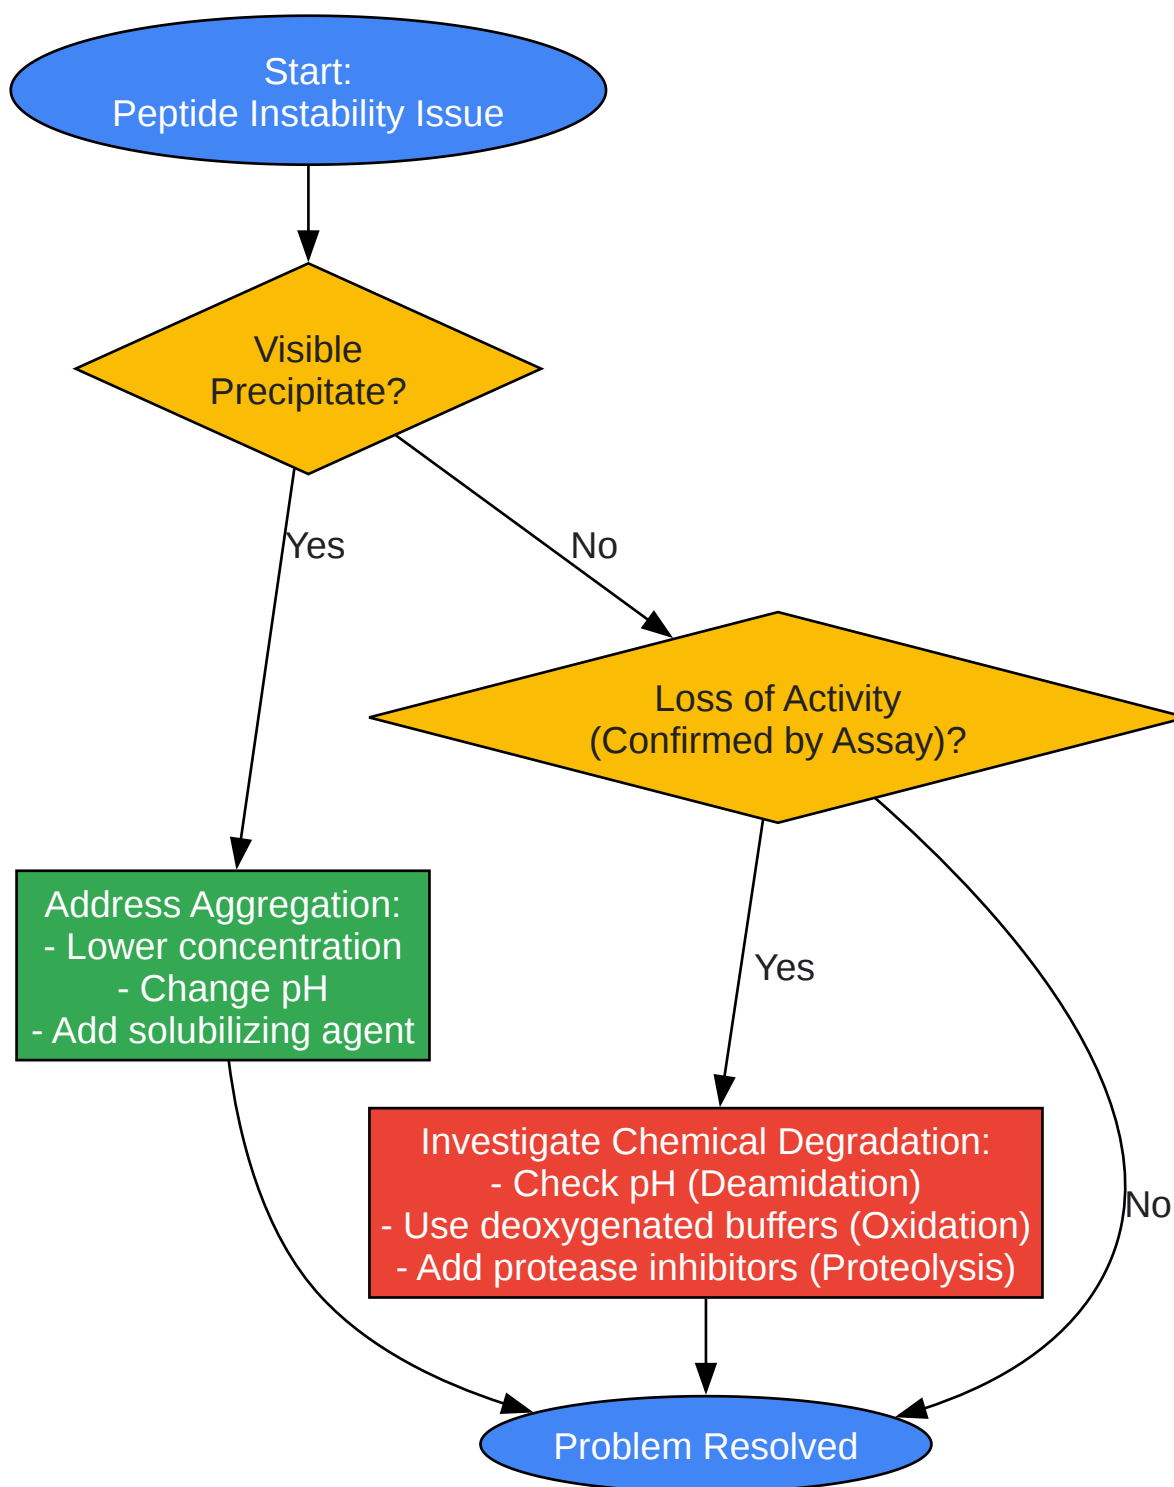 Start:
Peptide Instability Issue
Visible
Precipitate?
Yes
No
Loss of Activity
(Confirmed by Assay)?
Address Aggregation:
- Lower concentration
- Change pH
- Add solubilizing agent
Yes
Investigate Chemical Degradation:
- Check pH (Deamidation)
- Use deoxygenated buffers (Oxidation)
- Add protease inhibitors (Proteolysis)
No
Problem Resolved